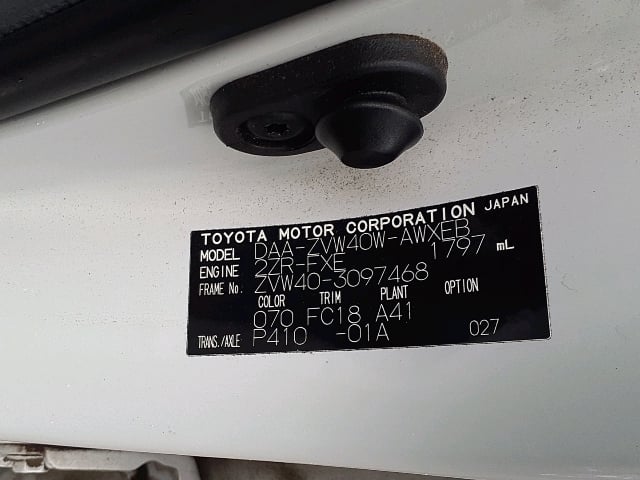 TOYOTA MOTOR CORPORATION JAPAN
MODEL DAA-ZVW40W-AWXEB
ENGINE 2ZR-FXE 1797 mL
FRAME No. ZVW40-3097468
COLOR TRIM PLANT OPTION
070 FC18 A41
TRANS./AXLE P410 -01A 027